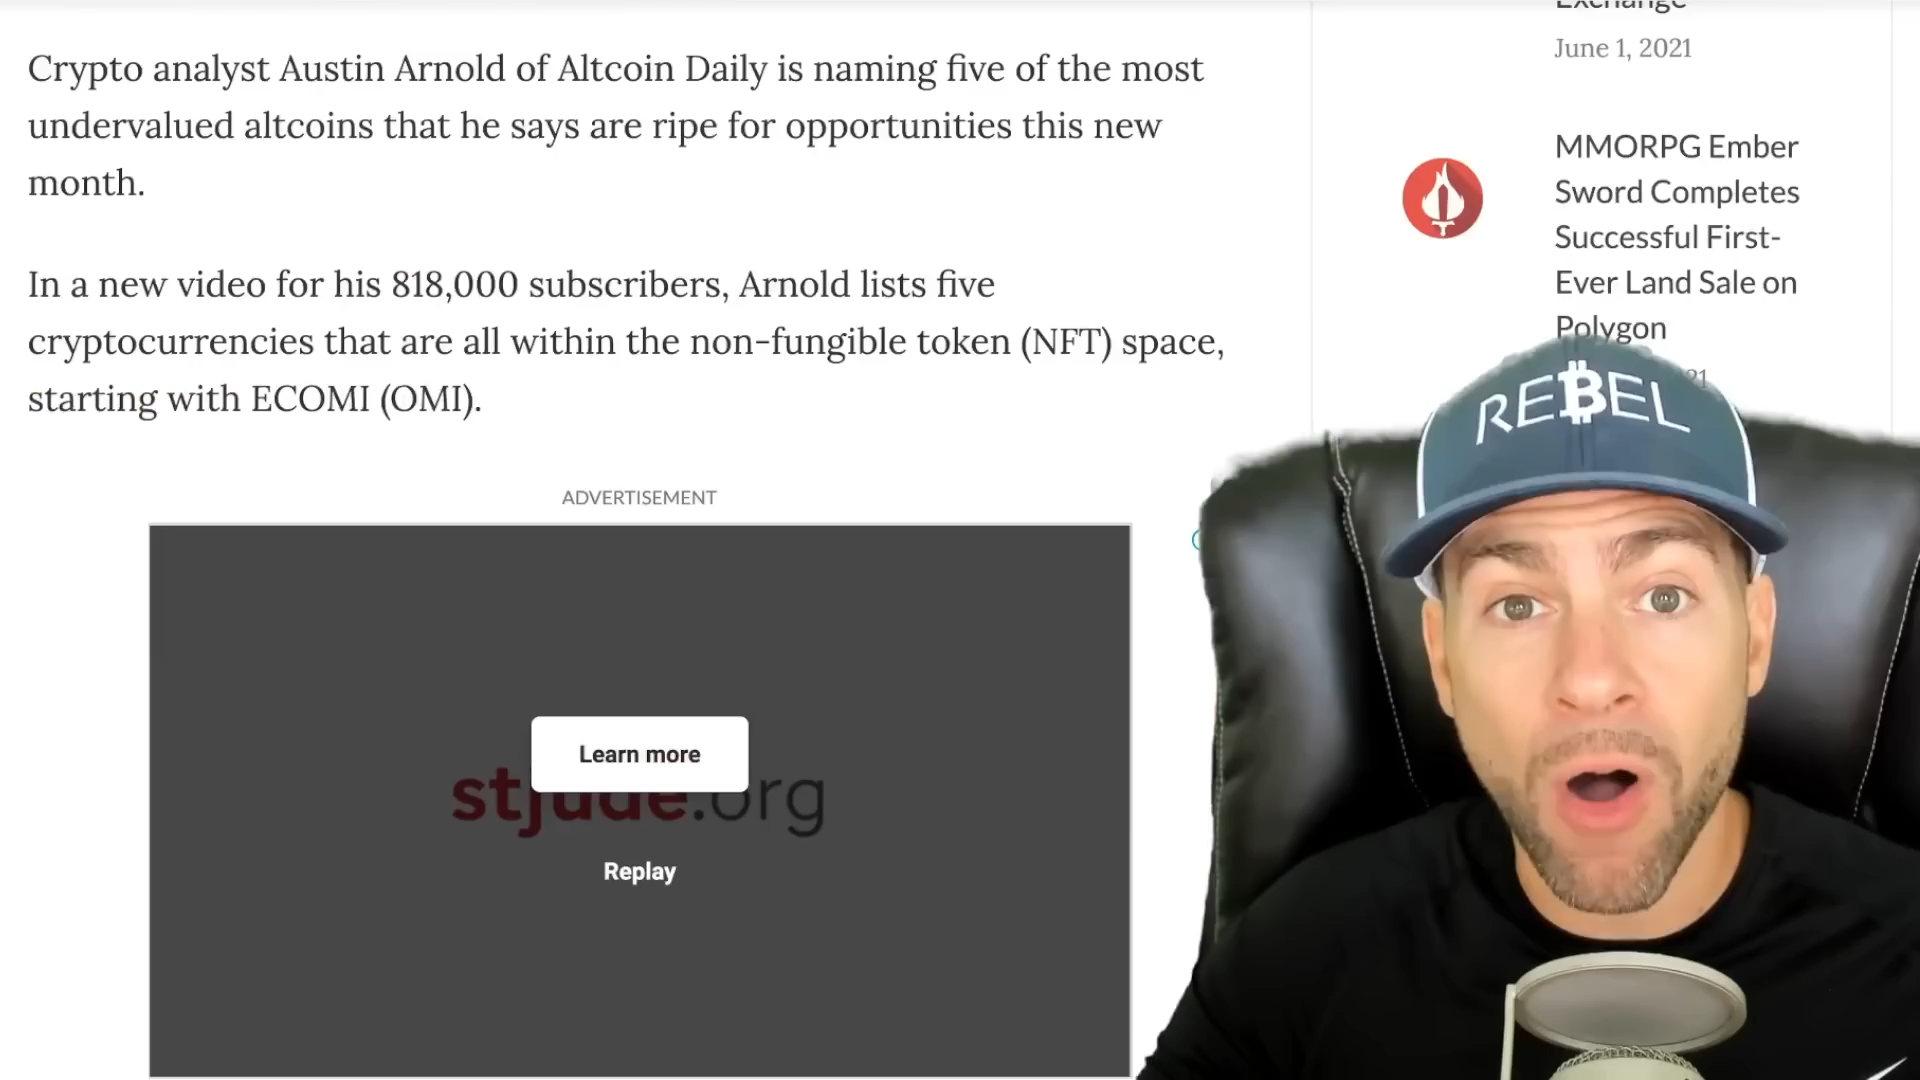 Crypto analyst Austin Arnold of Altcoin Daily is naming five of the most
undervalued altcoins that he says are ripe for opportunities this new
month.
In a new video for his 818,000 subscribers, Arnold lists five
cryptocurrencies that are all within the non-fungible token (NFT) space,
starting with ECOMI (OMI).
ADVERTISEMENT
Learn more
stjude.org
Replay
Exchange
June 1, 2021
MMORPG Ember
Sword Completes
Successful First-
Ever Land Sale on
Polygon
REBEL